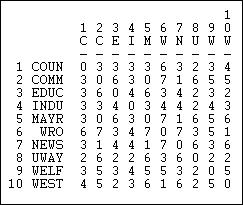 1
1 2 3 4 5 6 7 8 9 0
C C E I M W N U W W
- - - - - - - - - -
1 COUN 0 3 3 3 3 6 3 2 3 4
2 COMM 3 0 6 3 0 7 1 6 5 5
3 EDUC 3 6 0 4 6 3 4 2 3 2
4 INDU 3 3 4 0 3 4 4 2 4 3
5 MAYR 3 0 6 3 0 7 1 6 5 6
6 WRO 6 7 3 4 7 0 7 3 5 1
7 NEWS 3 1 4 4 1 7 0 6 3 6
8 UWAY 2 6 2 2 6 3 6 0 2 2
9 WELF 3 5 3 4 5 5 3 2 0 5
10 WEST 4 5 2 3 6 1 6 2 5 0